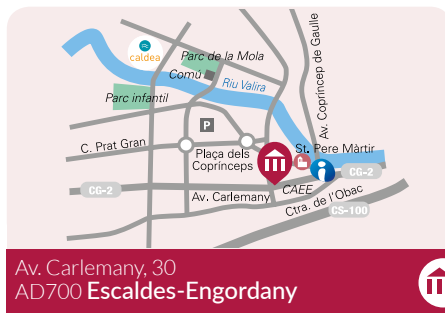 caldea
Parc de la Mola
Comú
Riu Valira
Av. Copríncep de Gaulle
Parc infantil
P
C. Prat Gran
Plaça dels
Coprínceps
St. Pere Màrtir
i
CG-2
CG-2
Av. Carlemany
CAEE
Ctra. de l'Obac
CS-100
Av. Carlemany, 30
AD700 Escaldes-Engordany